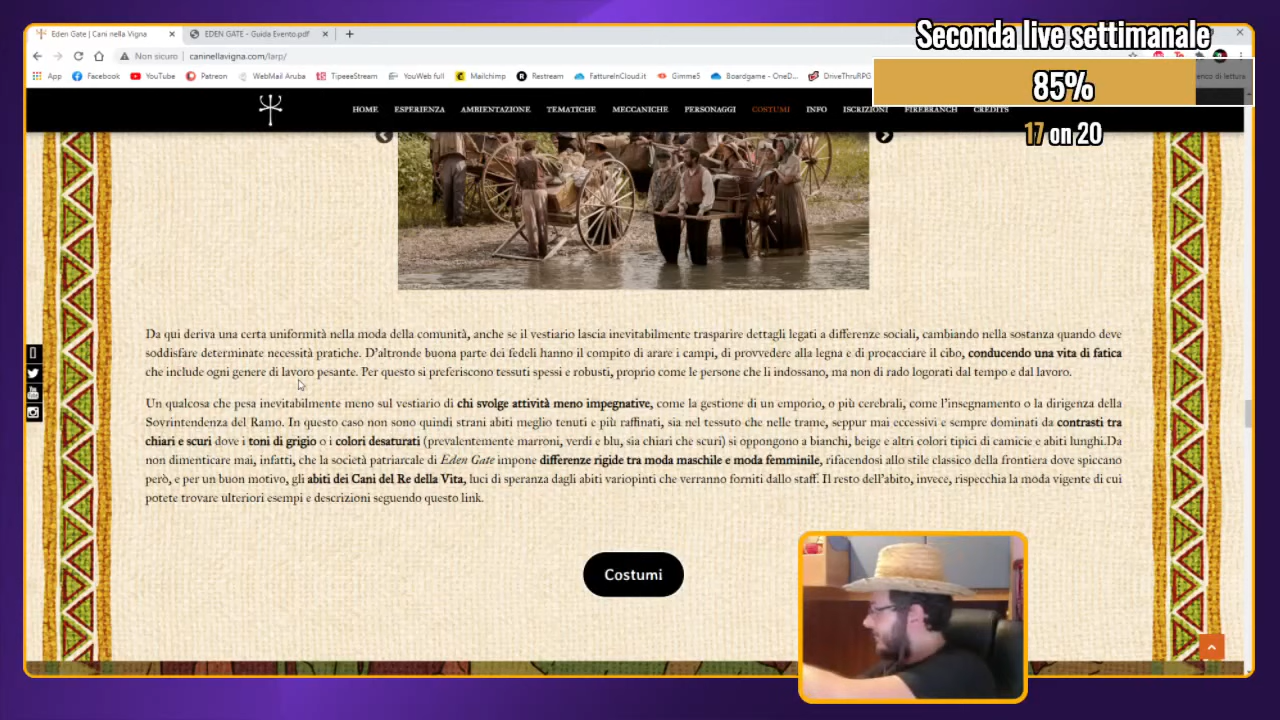 Seconda live settimanale
85%
17 on 20
Eden Gate | Cani nella Vigna
EDEN GATE - Guida Evento.pdf
Non sicuro | caninellavigna.com/larp/
App Facebook YouTube Patreon WebMail Aruba TipeeeStream YouWeb full Mailchimp Restream FattureInCloud.it GimmeS Boardgame - OneD... DriveThruRPG
HOME ESPERIENZA AMBIENTAZIONE TEMATICHE MECCANICHE PERSONAGGI COSTUMI INFO ISCRIZIONI FIREBRANCH CREDITS
Da qui deriva una certa uniformità nella moda della comunità, anche se il vestiario lascia inevitabilmente trasparire dettagli legati a differenze sociali, cambiando nella sostanza quando deve
soddisfare determinate necessità pratiche. D'altronde buona parte dei fedeli hanno il compito di arare i campi, di provvedere alla legna e di procacciare il cibo, conducendo una vita di fatica
che include ogni genere di lavoro pesante. Per questo si preferiscono tessuti spessi e robusti, proprio come le persone che li indossano, ma non di rado logorati dal tempo e dal lavoro.
Un qualcosa che pesa inevitabilmente meno sul vestiario di chi svolge attività meno impegnative, come la gestione di un emporio, o più cerebrali, come l'insegnamento o la dirigenza della
Sovrintendenza del Ramo. In questo caso non sono quindi strani abiti meglio tenuti e più raffinati, sia nel tessuto che nelle trame, seppur mai eccessivi e sempre dominati da contrasti tra
chiari e scuri dove i toni di grigio o i colori desaturati (prevalentemente marroni, verdi e blu, sia chiari che scuri) si oppongono a bianchi, beige e altri colori tipici di camicie e abiti lunghi.Da
non dimenticare mai, infatti, che la società patriarcale di Eden Gate impone differenze rigide tra moda maschile e moda femminile, rifacendosi allo stile classico della frontiera dove spiccano
però, e per un buon motivo, gli abiti dei Cani del Re della Vita, luci di speranza dagli abiti variopinti che verranno forniti dallo staff. Il resto dell'abito, invece, rispecchia la moda vigente di cui
potete trovare ulteriori esempi e descrizioni seguendo questo link.
Costumi